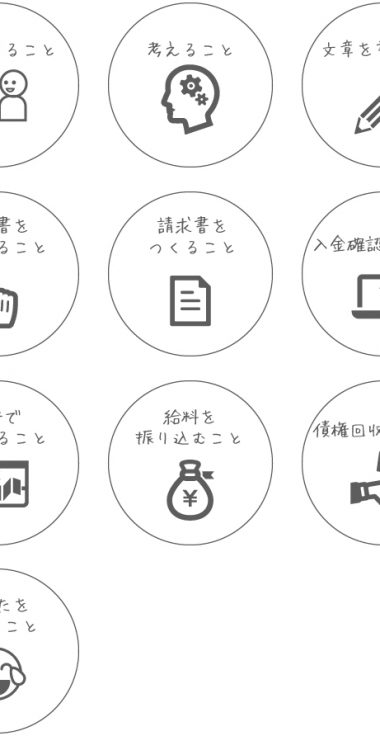 ること
考えること
文章を
書を
ること
請求書を
つくること
入金確認
で
ること
給料を
振り込むこと
債権回収
たを
こと
¥